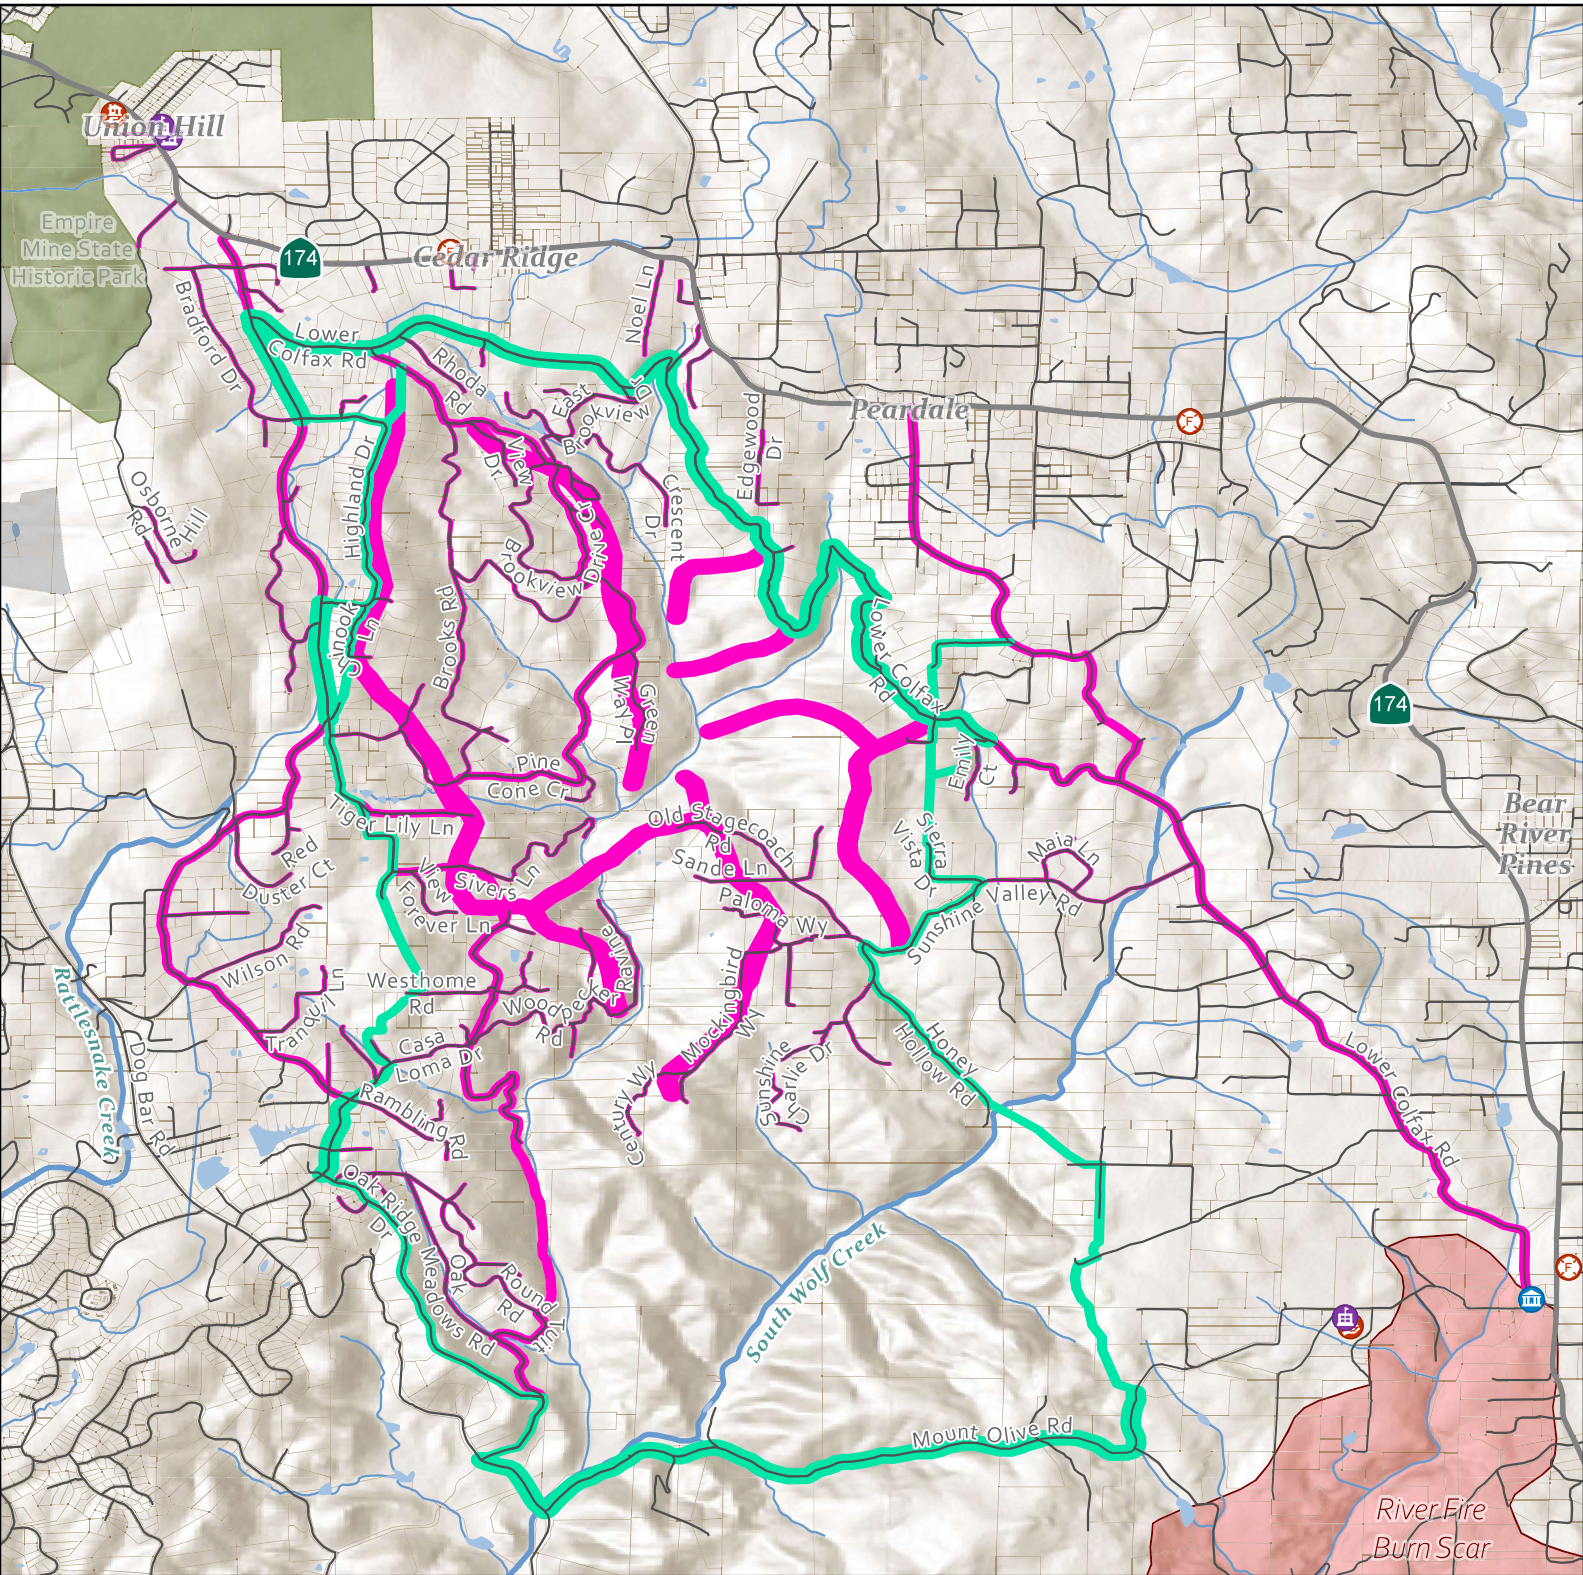 Union Hill
Empire
Mine State
Historic Park
174
Cedar Ridge
Noel Ln
Bradford Dr
Lower
Colfax Rd
Rhoda
Rd
East
Brookview
Dr
Peardale
Edgewood
Dr
View
Dr
Highland Dr
Osborne
Hill
Rd
Crescent
Dr
Brookview
Drive
Cir
Sinook
Ln
Brooks Rd
Green
Way Pl
Lower Colfax
Rd
174
Emily
Ct
Pine
Cone Cr
Bear
River
Pines
Tiger Lily Ln
Old Stagecoach
Rd
Sierra
Vista Dr
Maia Ln
Red
Duster Ct
View
Forever Ln
Sivers Ln
Sande Ln
Paloma Wy
Sunshine Valley Rd
Wilson Rd
Westhome
Rd
Ravine
Woodpecker
Rd
Mockingbird
Wy
Rattlesnake Creek
Tranquil Ln
Casa
Loma Dr
Dog Bar Rd
Century Wy
Sunshine
Charlie Dr
Honey
Hollow Rd
Lower Colfax Rd
Rambling Rd
Oak Ridge
Dr
Oak
Meadows Rd
Round Tuit
Rd
South Wolf Creek
Mount Olive Rd
River Fire
Burn Scar